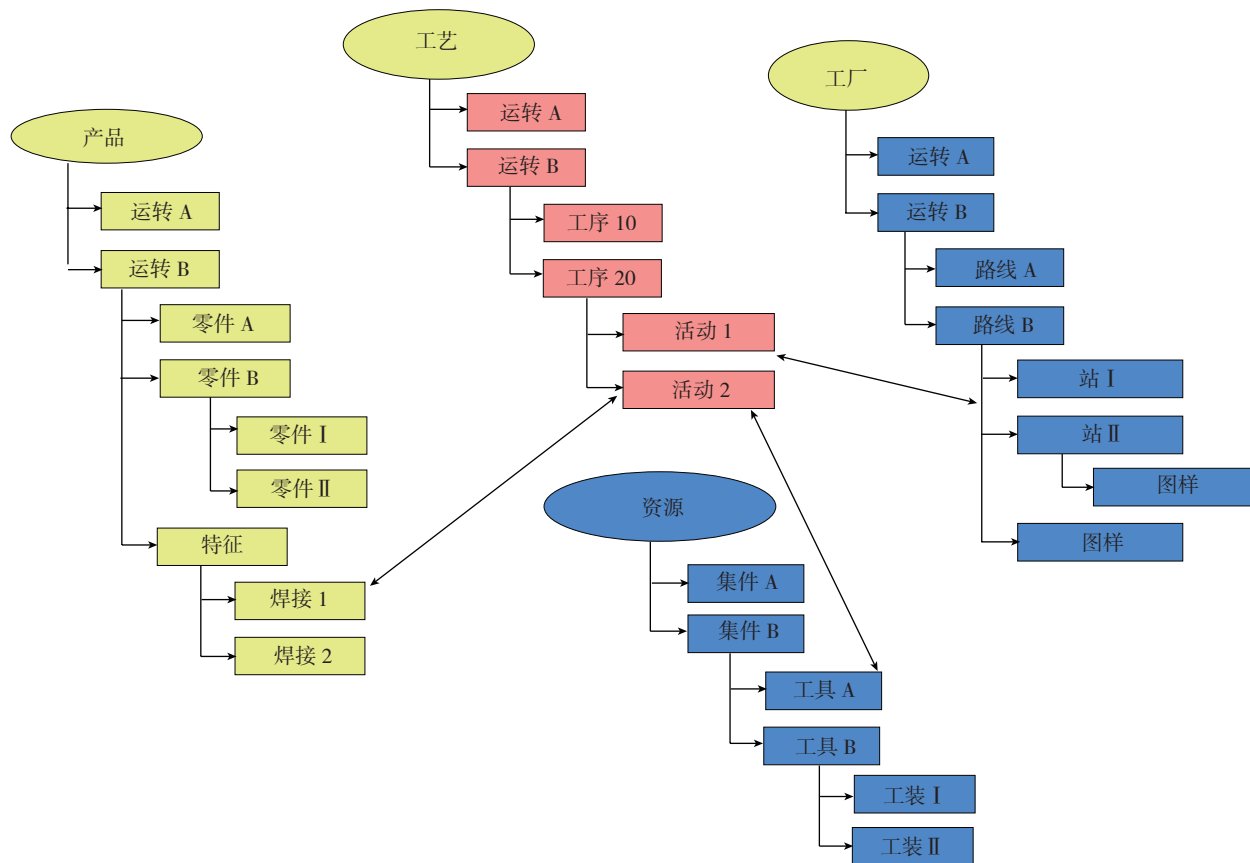 产品
运转 A
运转 B
零件 A
零件 B
零件 Ⅰ
零件 Ⅱ
特征
焊接 1
焊接 2
工艺
运转 A
运转 B
工序 10
工序 20
活动 1
活动 2
资源
集件 A
集件 B
工具 A
工具 B
工装 Ⅰ
工装 Ⅱ
工厂
运转 A
运转 B
路线 A
路线 B
站 Ⅰ
站 Ⅱ
图样
图样